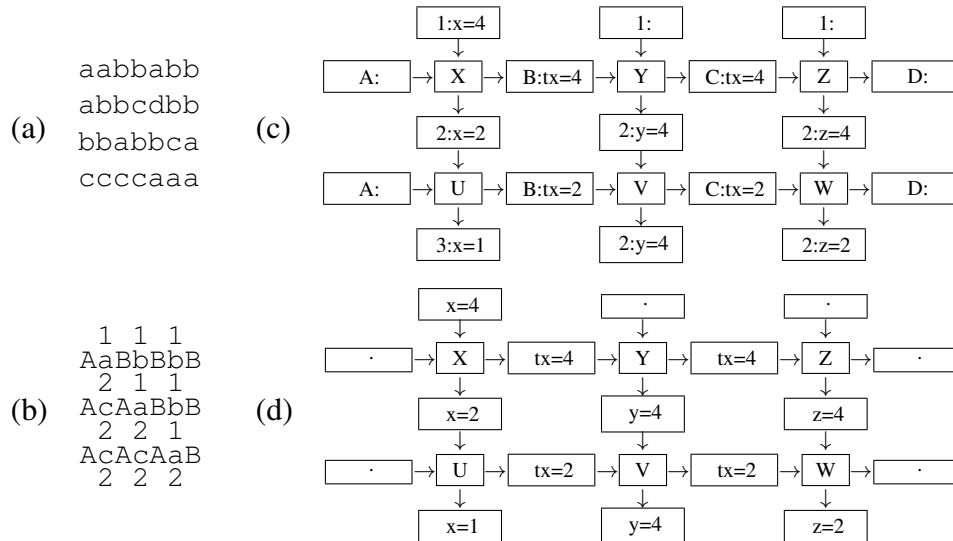 (a)
aabbabb
abbcdbb
bbabbca
ccccaaa
(b)
1 1 1
AaBbBbB
2 1 1
AcAaBbB
2 2 1
AcAcAaB
2 2 2
(c)
1:x=4 1: 1:
A: X B:tx=4 Y C:tx=4 Z D:
2:x=2 2:y=4 2:z=4
A: U B:tx=2 V C:tx=2 W D:
3:x=1 2:y=4 2:z=2
(d)
x=4 · ·
· X tx=4 Y tx=4 Z ·
x=2 y=4 z=4
· U tx=2 V tx=2 W ·
x=1 y=4 z=2